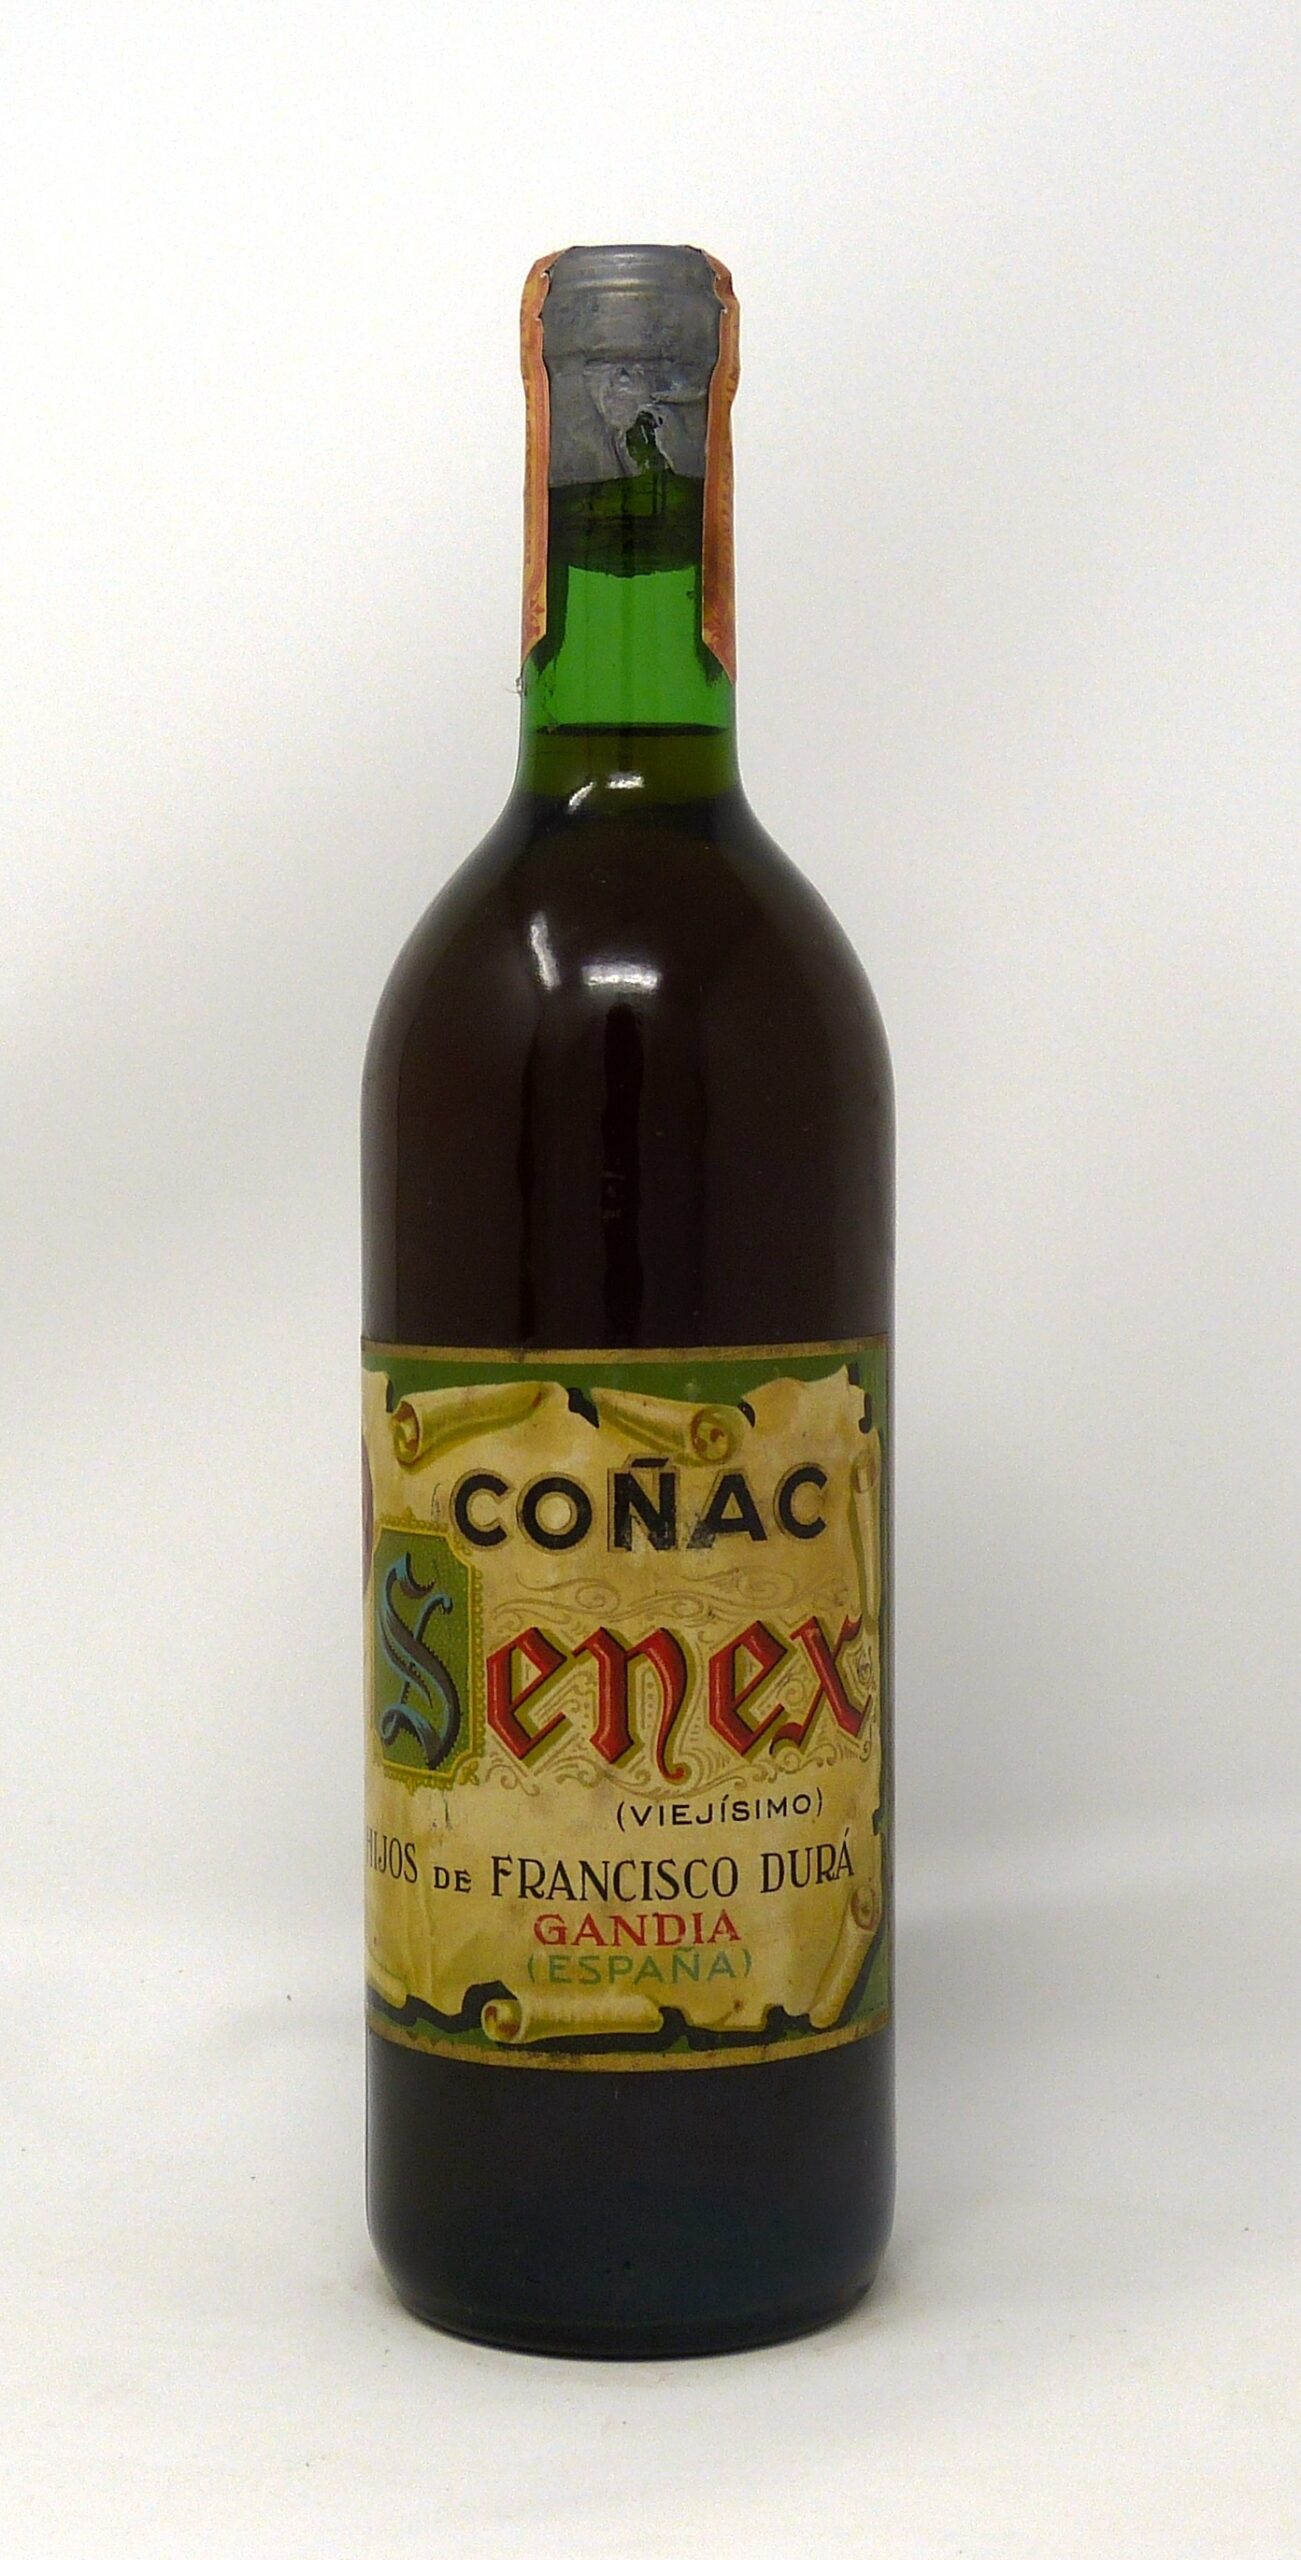 COÑAC
Senex
(VIEJÍSIMO)
HIJOS DE FRANCISCO DURÁ
GANDIA
(ESPAÑA)